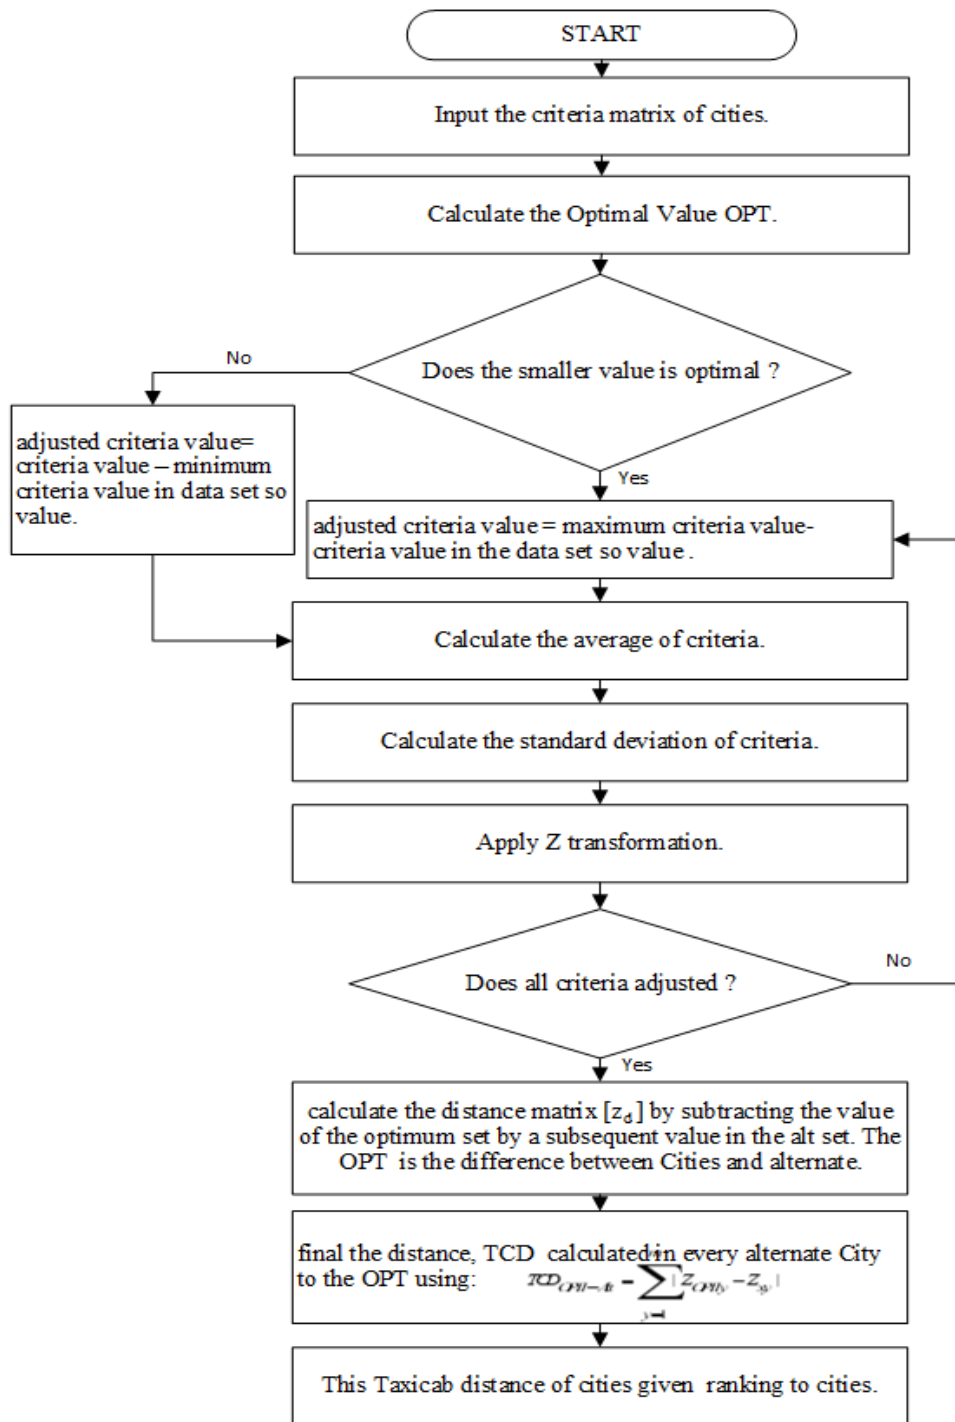 START
Input the criteria matrix of cities.
Calculate the Optimal Value OPT.
Does the smaller value is optimal ?
No
adjusted criteria value=
criteria value – minimum
criteria value in data set so
value.
Yes
adjusted criteria value = maximum criteria value-
criteria value in the data set so value .
Calculate the average of criteria.
Calculate the standard deviation of criteria.
Apply Z transformation.
Does all criteria adjusted ?
No
Yes
calculate the distance matrix [z_d] by subtracting the value
of the optimum set by a subsequent value in the alt set. The
OPT is the difference between Cities and alternate.
final the distance, TCD calculated in every alternate City
to the OPT using:
This Taxicab distance of cities given ranking to cities.